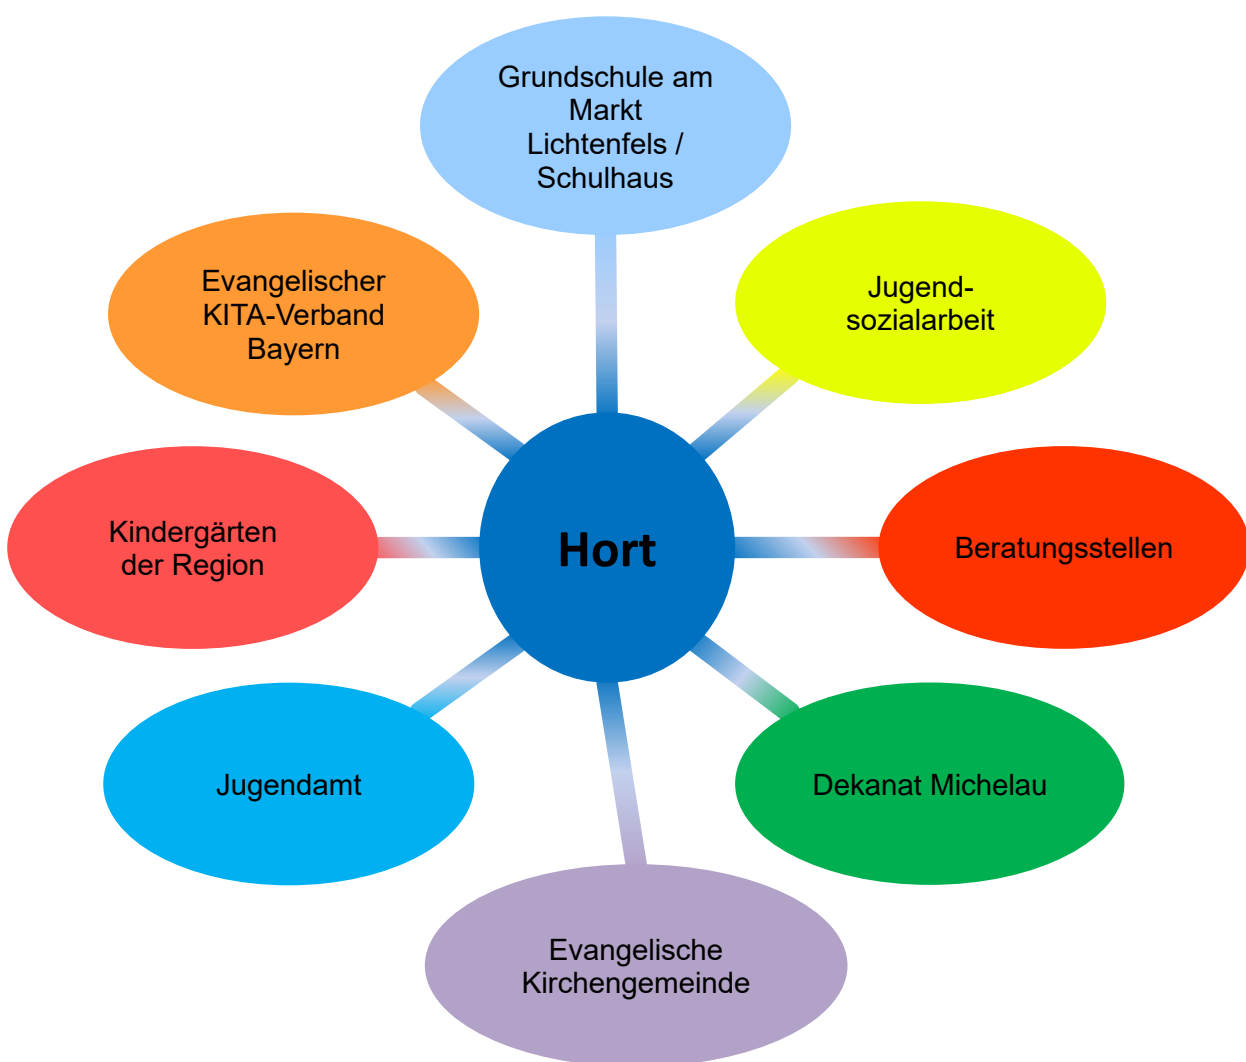 Grundschule am
Markt
Lichtenfels /
Schulhaus
Evangelischer
KITA-Verband
Bayern
Jugend-
sozialarbeit
Kindergärten
der Region
Hort
Beratungsstellen
Jugendamt
Dekanat Michelau
Evangelische
Kirchengemeinde